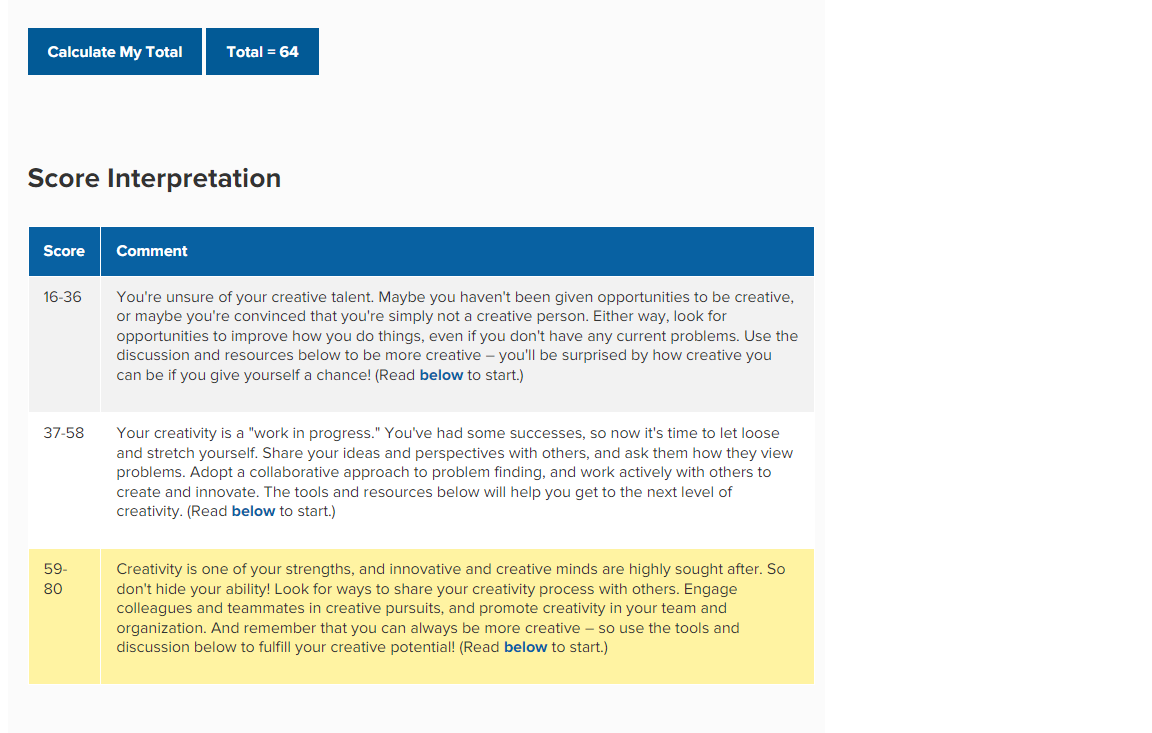 Calculate My Total
Total = 64
Score Interpretation
Score
Comment
16-36
You're unsure of your creative talent. Maybe you haven't been given opportunities to be creative,
or maybe you're convinced that you're simply not a creative person. Either way, look for
opportunities to improve how you do things, even if you don't have any current problems. Use the
discussion and resources below to be more creative – you'll be surprised by how creative you
can be if you give yourself a chance! (Read below to start.)
37-58
Your creativity is a "work in progress." You've had some successes, so now it's time to let loose
and stretch yourself. Share your ideas and perspectives with others, and ask them how they view
problems. Adopt a collaborative approach to problem finding, and work actively with others to
create and innovate. The tools and resources below will help you get to the next level of
creativity. (Read below to start.)
59-
80
Creativity is one of your strengths, and innovative and creative minds are highly sought after. So
don't hide your ability! Look for ways to share your creativity process with others. Engage
colleagues and teammates in creative pursuits, and promote creativity in your team and
organization. And remember that you can always be more creative – so use the tools and
discussion below to fulfill your creative potential! (Read below to start.)